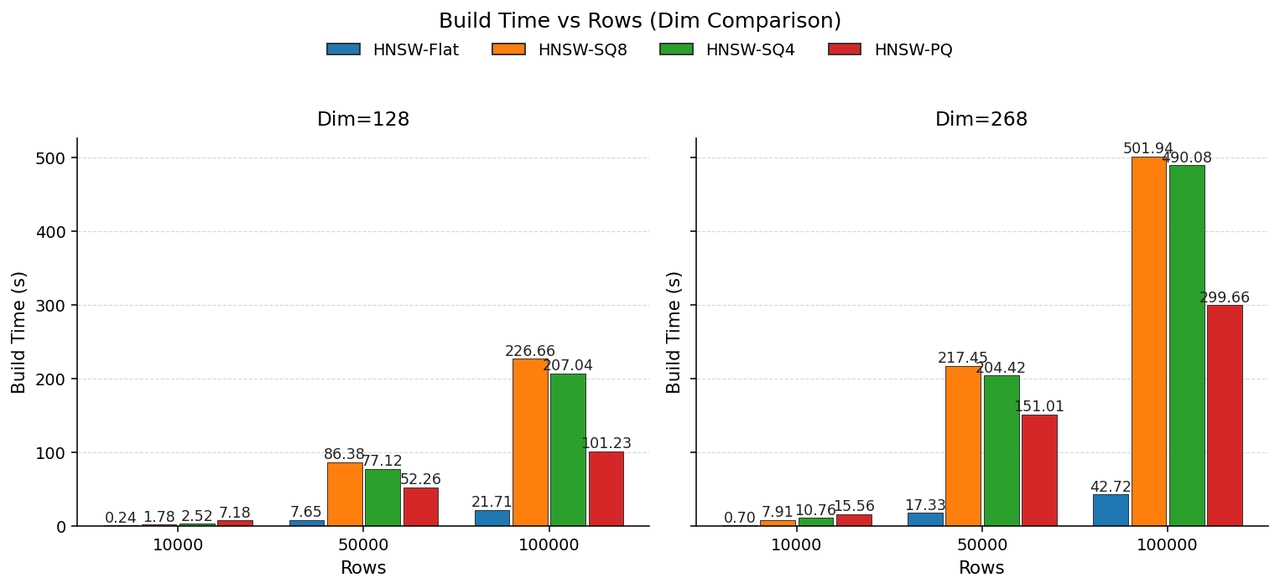 Build Time vs Rows (Dim Comparison)
HNSW-Flat HNSW-SQ8 HNSW-SQ4 HNSW-PQ
Dim=128
Build Time (s)
500
400
300
200
100
0
0.24 1.78 2.52 7.18
7.65 86.38 77.12 52.26
21.71 226.66 207.04 101.23
10000 50000 100000
Rows
Dim=268
Build Time (s)
0.70 7.91 10.76 15.56
17.33 217.45 204.42 151.01
42.72 501.94 490.08 299.66
10000 50000 100000
Rows